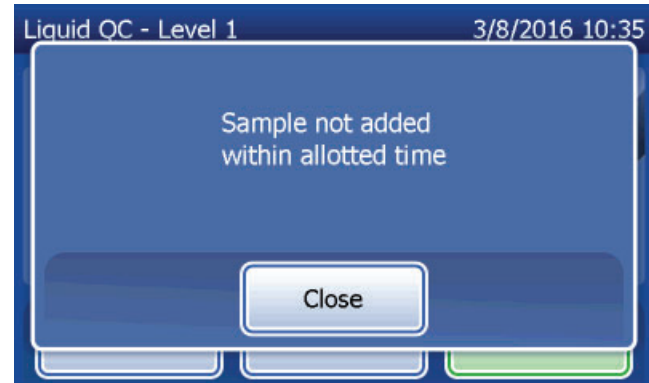 Liquid QC - Level 1 3/8/2016 10:35
Sample not added
within allotted time
Close